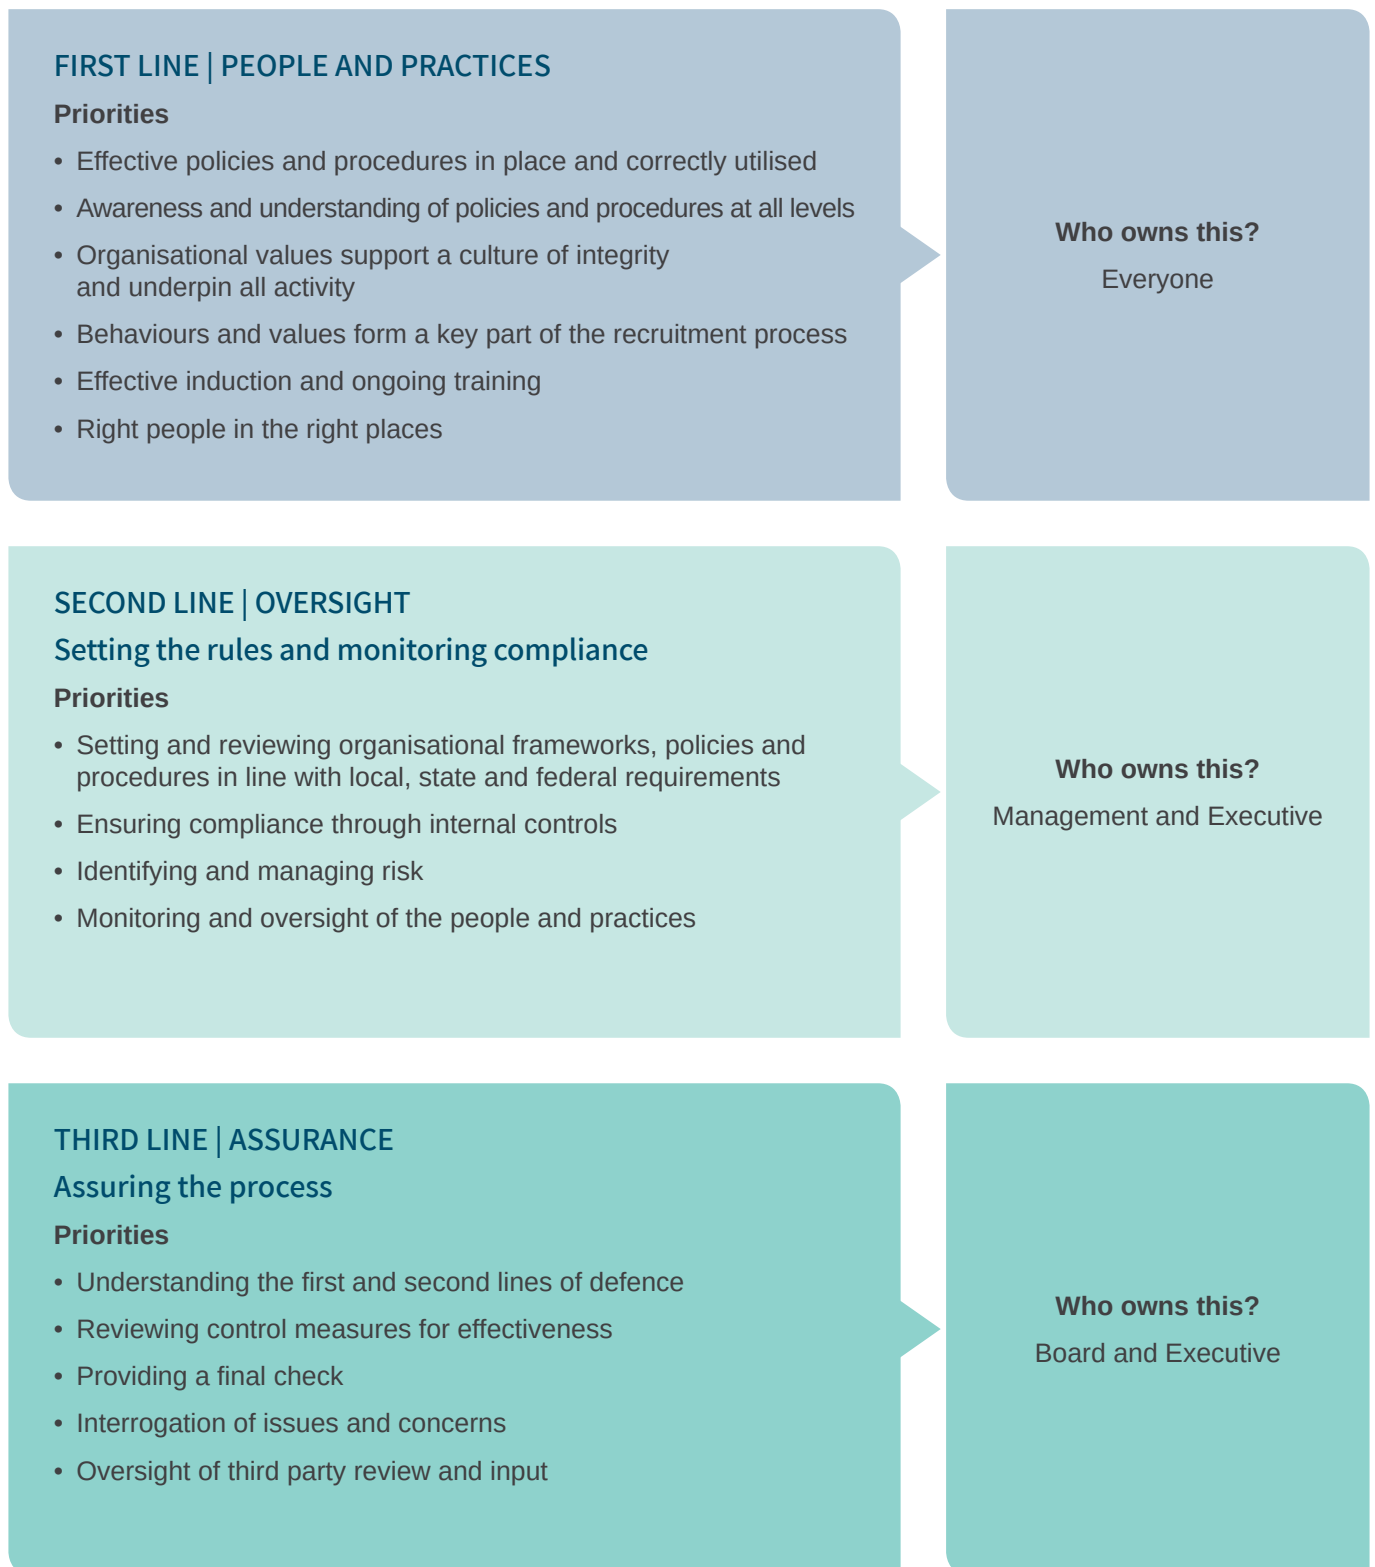 FIRST LINE | PEOPLE AND PRACTICES
Priorities
• Effective policies and procedures in place and correctly utilised
• Awareness and understanding of policies and procedures at all levels
• Organisational values support a culture of integrity
and underpin all activity
• Behaviours and values form a key part of the recruitment process
• Effective induction and ongoing training
• Right people in the right places
Who owns this?
Everyone
SECOND LINE | OVERSIGHT
Setting the rules and monitoring compliance
Priorities
• Setting and reviewing organisational frameworks, policies and
procedures in line with local, state and federal requirements
• Ensuring compliance through internal controls
• Identifying and managing risk
• Monitoring and oversight of the people and practices
Who owns this?
Management and Executive
THIRD LINE | ASSURANCE
Assuring the process
Priorities
• Understanding the first and second lines of defence
• Reviewing control measures for effectiveness
• Providing a final check
• Interrogation of issues and concerns
• Oversight of third party review and input
Who owns this?
Board and Executive